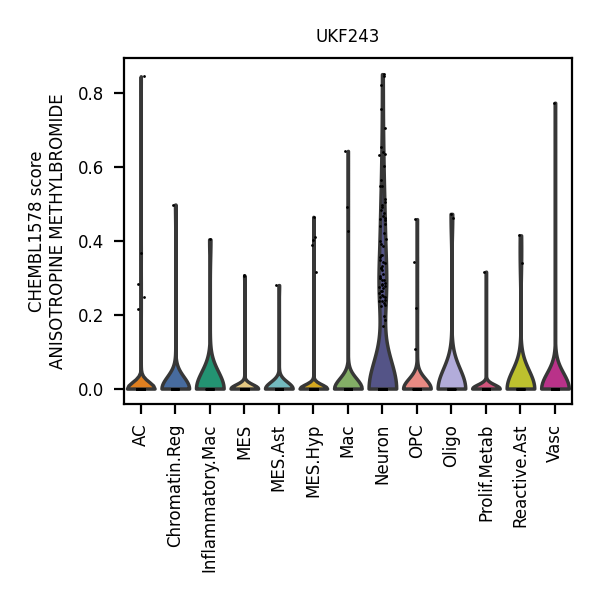 UKF243
CHEMBL1578 score
ANISOTROPINE METHYLBROMIDE
0.8
0.6
0.4
0.2
0.0
AC
Chromatin.Reg
Inflammatory.Mac
MES
MES.Ast
MES.Hyp
Mac
Neuron
OPC
Oligo
Prolif.Metab
Reactive.Ast
Vasc